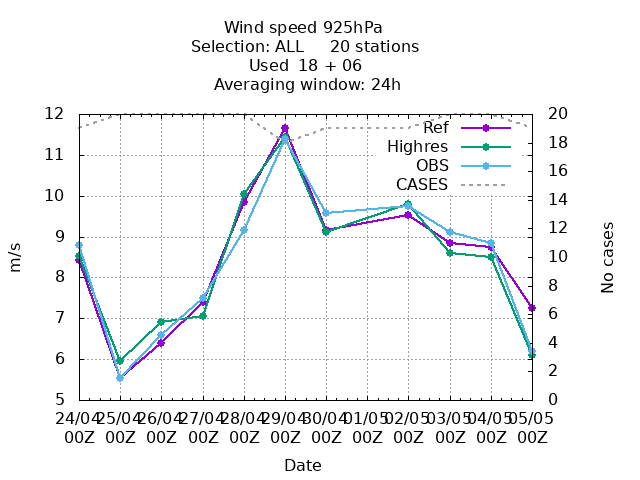 Wind speed 925hPa
Selection: ALL     20 stations
Used  18 + 06
Averaging window: 24h
12 20
Ref
18
11
Highres
16
OBS
10
CASES
14
9
12
m/s
No cases
10
8
8
7
6
4
6
2
5 0
24/04 25/04 26/04 27/04 28/04 29/04 30/04 01/05 02/05 03/05 04/05 05/05
00Z 00Z 00Z 00Z 00Z 00Z 00Z 00Z 00Z 00Z 00Z 00Z
Date